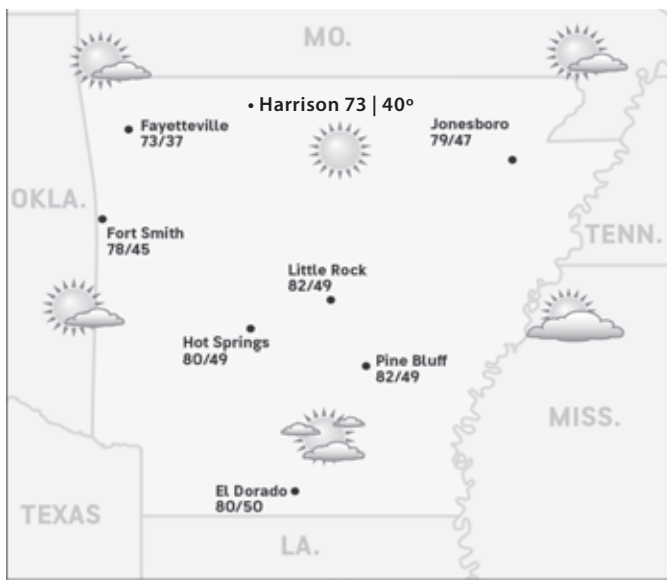 MO.
• Harrison 73 | 40º
Fayetteville
73/37
Jonesboro
79/47
OKLA.
Fort Smith
78/45
TENN.
Little Rock
82/49
Hot Springs
80/49
Pine Bluff
82/49
MISS.
El Dorado
80/50
TEXAS
LA.